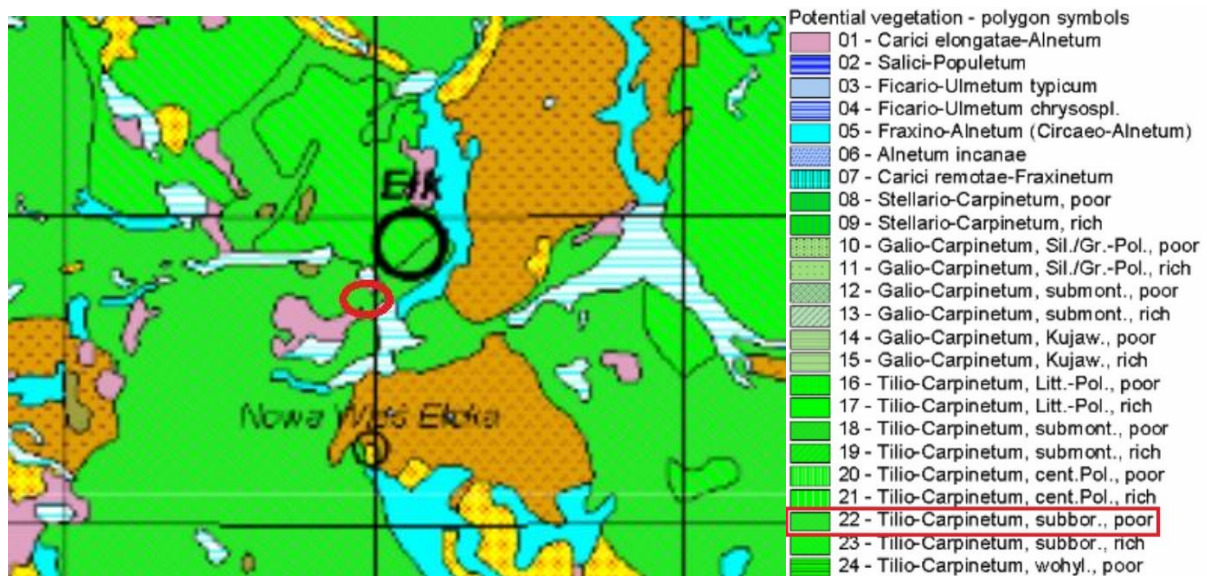 Ełk
Nowa Wieś Ełcka
Potential vegetation - polygon symbols
01 - Carici elongatae-Alnetum
02 - Salici-Populetum
03 - Ficario-Ulmetum typicum
04 - Ficario-Ulmetum chrysospl.
05 - Fraxino-Alnetum (Circaeo-Alnetum)
06 - Alnetum incanae
07 - Carici remotae-Fraxinetum
08 - Stellario-Carpinetum, poor
09 - Stellario-Carpinetum, rich
10 - Galio-Carpinetum, Sil./Gr.-Pol., poor
11 - Galio-Carpinetum, Sil./Gr.-Pol., rich
12 - Galio-Carpinetum, submont., poor
13 - Galio-Carpinetum, submont., rich
14 - Galio-Carpinetum, Kujaw., poor
15 - Galio-Carpinetum, Kujaw., rich
16 - Tilio-Carpinetum, Litt.-Pol., poor
17 - Tilio-Carpinetum, Litt.-Pol., rich
18 - Tilio-Carpinetum, submont., poor
19 - Tilio-Carpinetum, submont., rich
20 - Tilio-Carpinetum, cent.Pol., poor
21 - Tilio-Carpinetum, cent.Pol., rich
22 - Tilio-Carpinetum, subbor., poor
23 - Tilio-Carpinetum, subbor., rich
24 - Tilio-Carpinetum, wohyl., poor